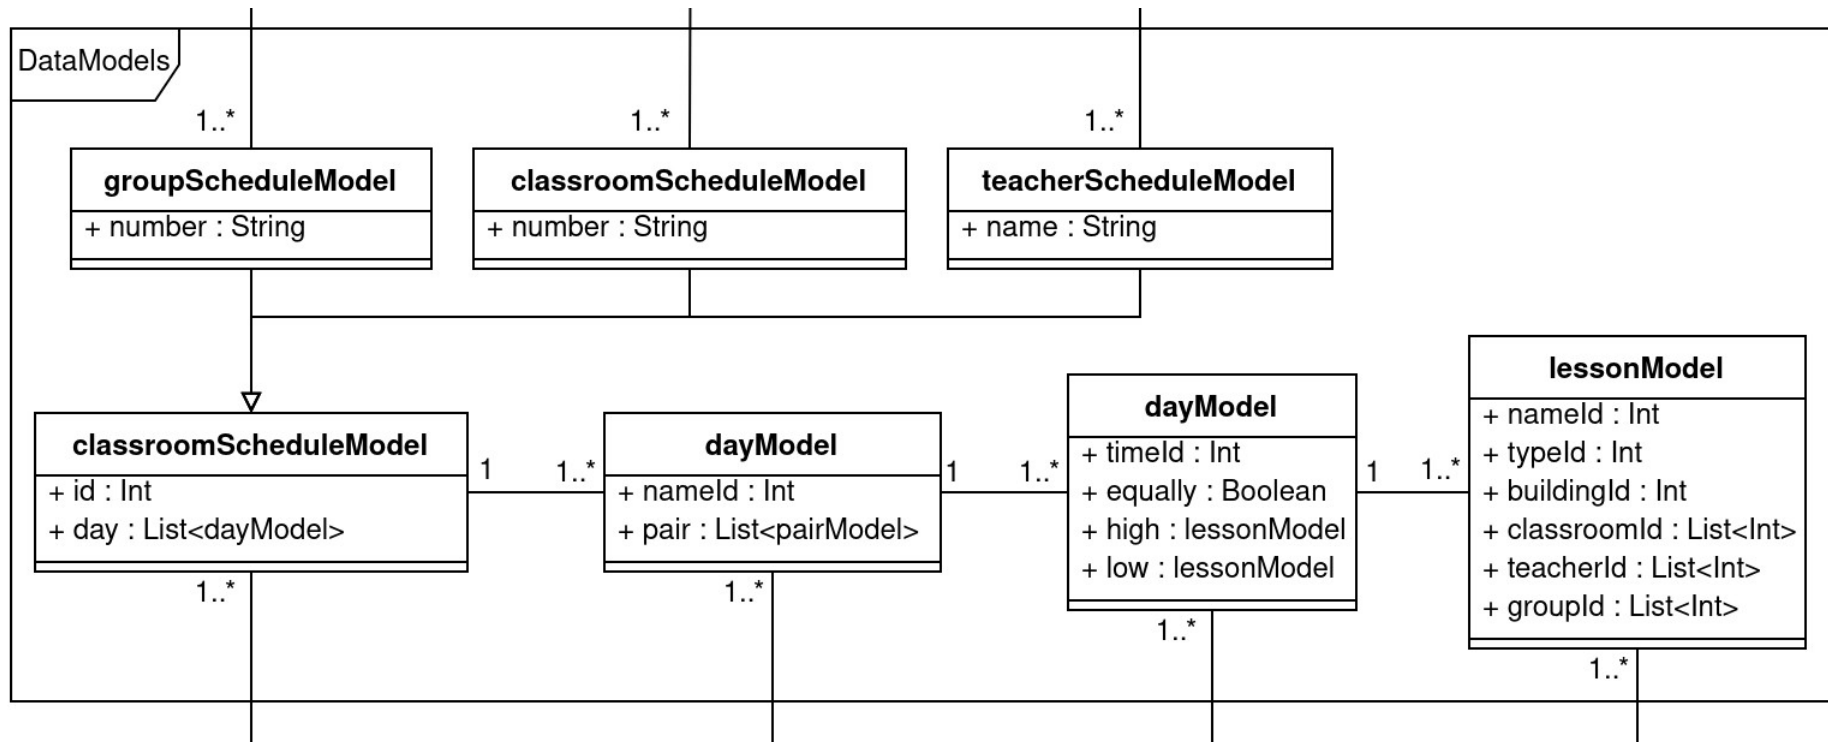 DataModels
1..*
1..*
1..*
groupScheduleModel
+ number : String
classroomScheduleModel
+ number : String
teacherScheduleModel
+ name : String
classroomScheduleModel
+ id : Int
+ day : List<dayModel>
1
1..*
1..*
dayModel
+ nameId : Int
+ pair : List<pairModel>
1
1..*
1..*
dayModel
+ timeId : Int
+ equally : Boolean
+ high : lessonModel
+ low : lessonModel
1
1..*
1..*
lessonModel
+ nameId : Int
+ typeId : Int
+ buildingId : Int
+ classroomId : List<Int>
+ teacherId : List<Int>
+ groupId : List<Int>
1..*